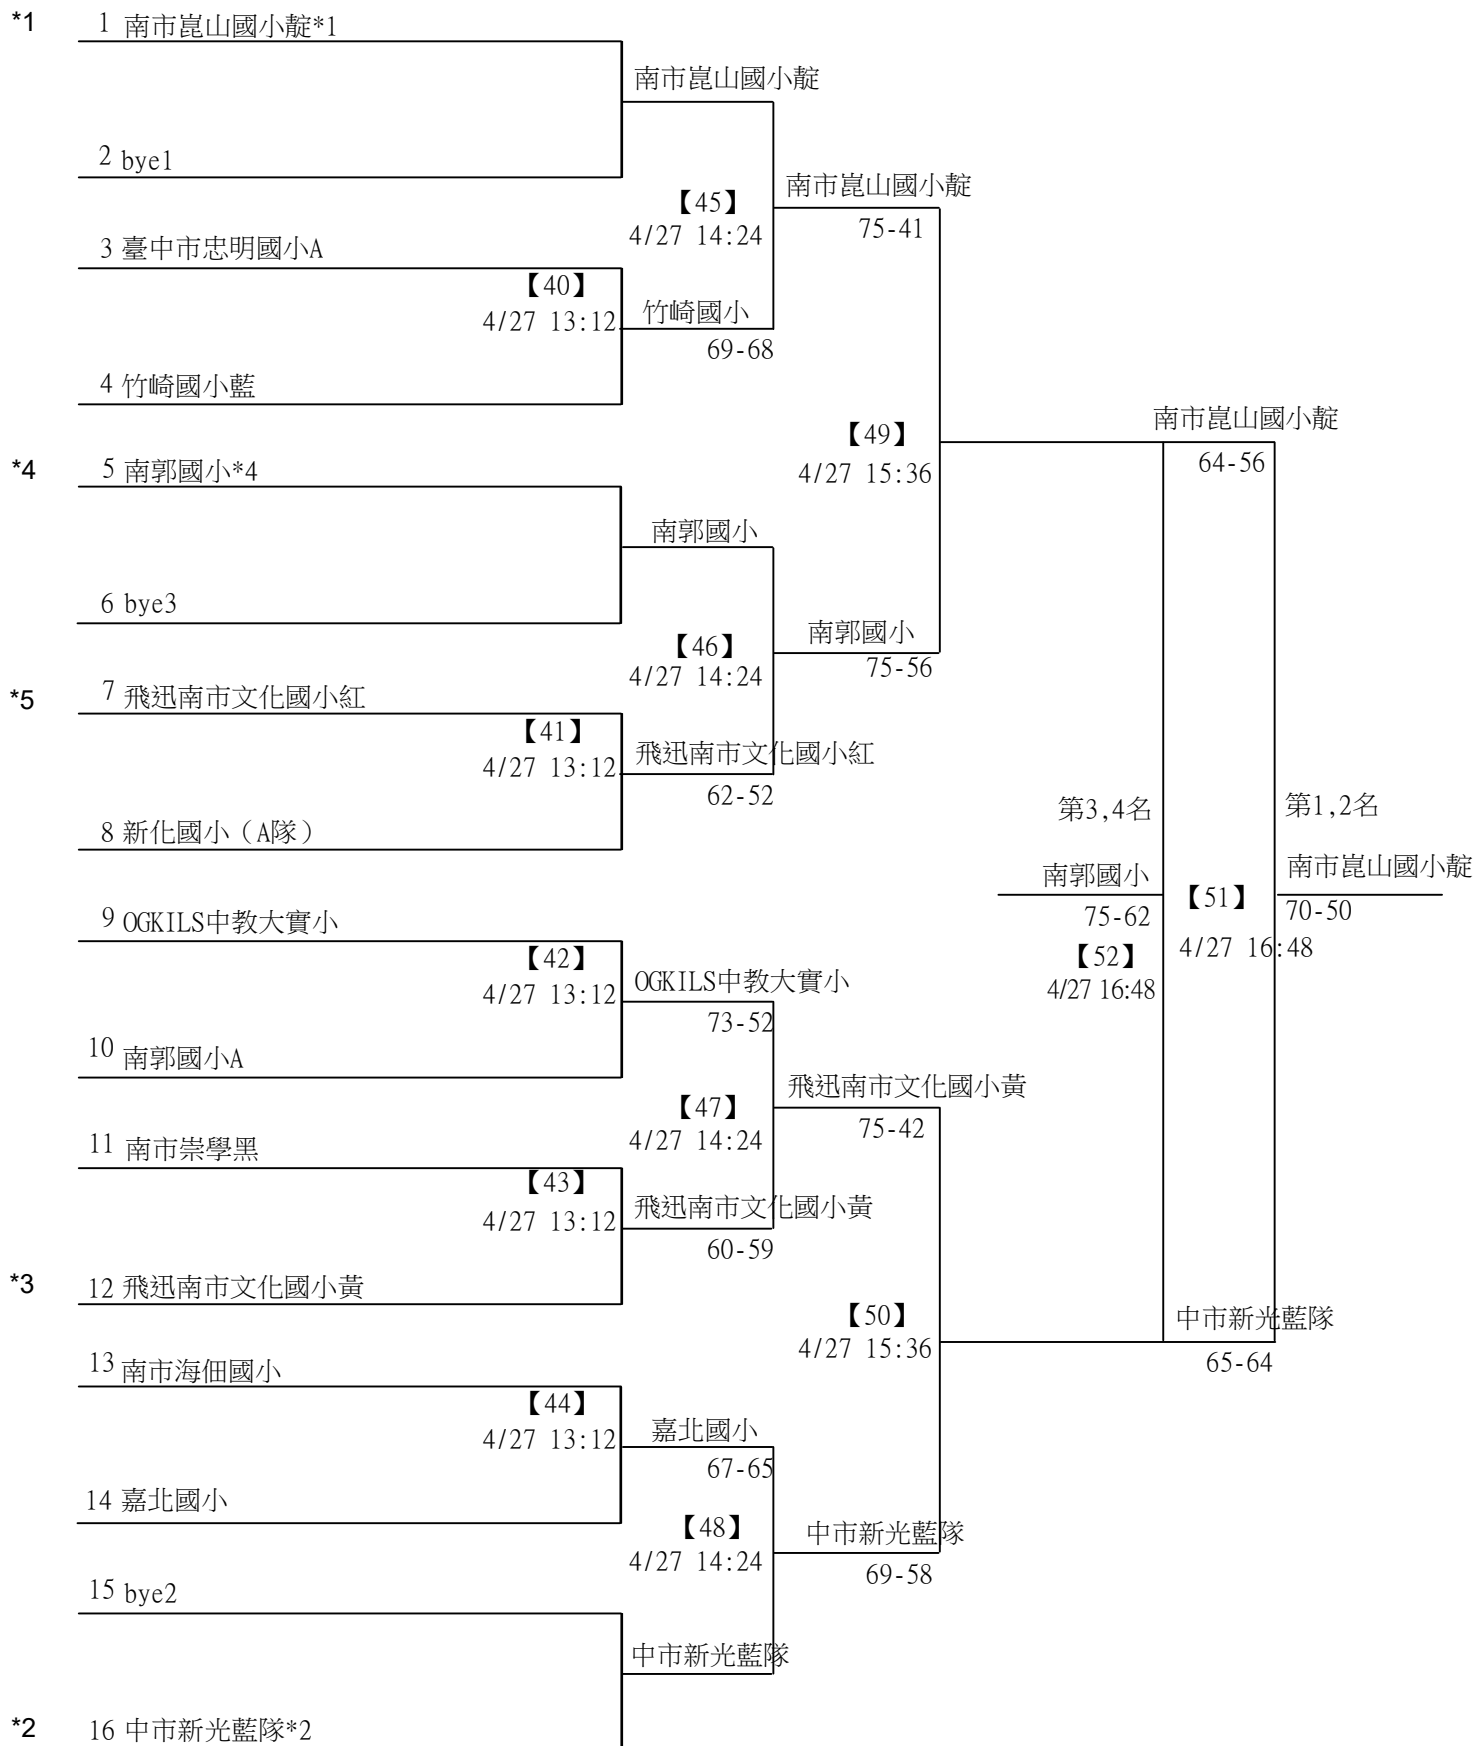 *1
1 南市崑山國小靛*1
南市崑山國小靛
2 bye1
【45】
4/27 14:24
南市崑山國小靛
75-41
3 臺中市忠明國小A
【40】
4/27 13:12
竹崎國小
69-68
4 竹崎國小藍
【49】
4/27 15:36
南市崑山國小靛
64-56
*4
5 南郭國小*4
南郭國小
6 bye3
【46】
4/27 14:24
南郭國小
75-56
*5
7 飛迅南市文化國小紅
【41】
4/27 13:12
飛迅南市文化國小紅
62-52
8 新化國小（A隊）
第3,4名
第1,2名
南郭國小
75-62
【52】
4/27 16:48
【51】
4/27 16:48
南市崑山國小靛
70-50
9 OGKILS中教大實小
【42】
4/27 13:12
OGKILS中教大實小
73-52
10 南郭國小A
【47】
4/27 14:24
飛迅南市文化國小黃
75-42
11 南市崇學黑
【43】
4/27 13:12
飛迅南市文化國小黃
60-59
*3
12 飛迅南市文化國小黃
【50】
4/27 15:36
中市新光藍隊
65-64
13 南市海佃國小
【44】
4/27 13:12
嘉北國小
67-65
14 嘉北國小
【48】
4/27 14:24
中市新光藍隊
69-58
15 bye2
中市新光藍隊
*2
16 中市新光藍隊*2